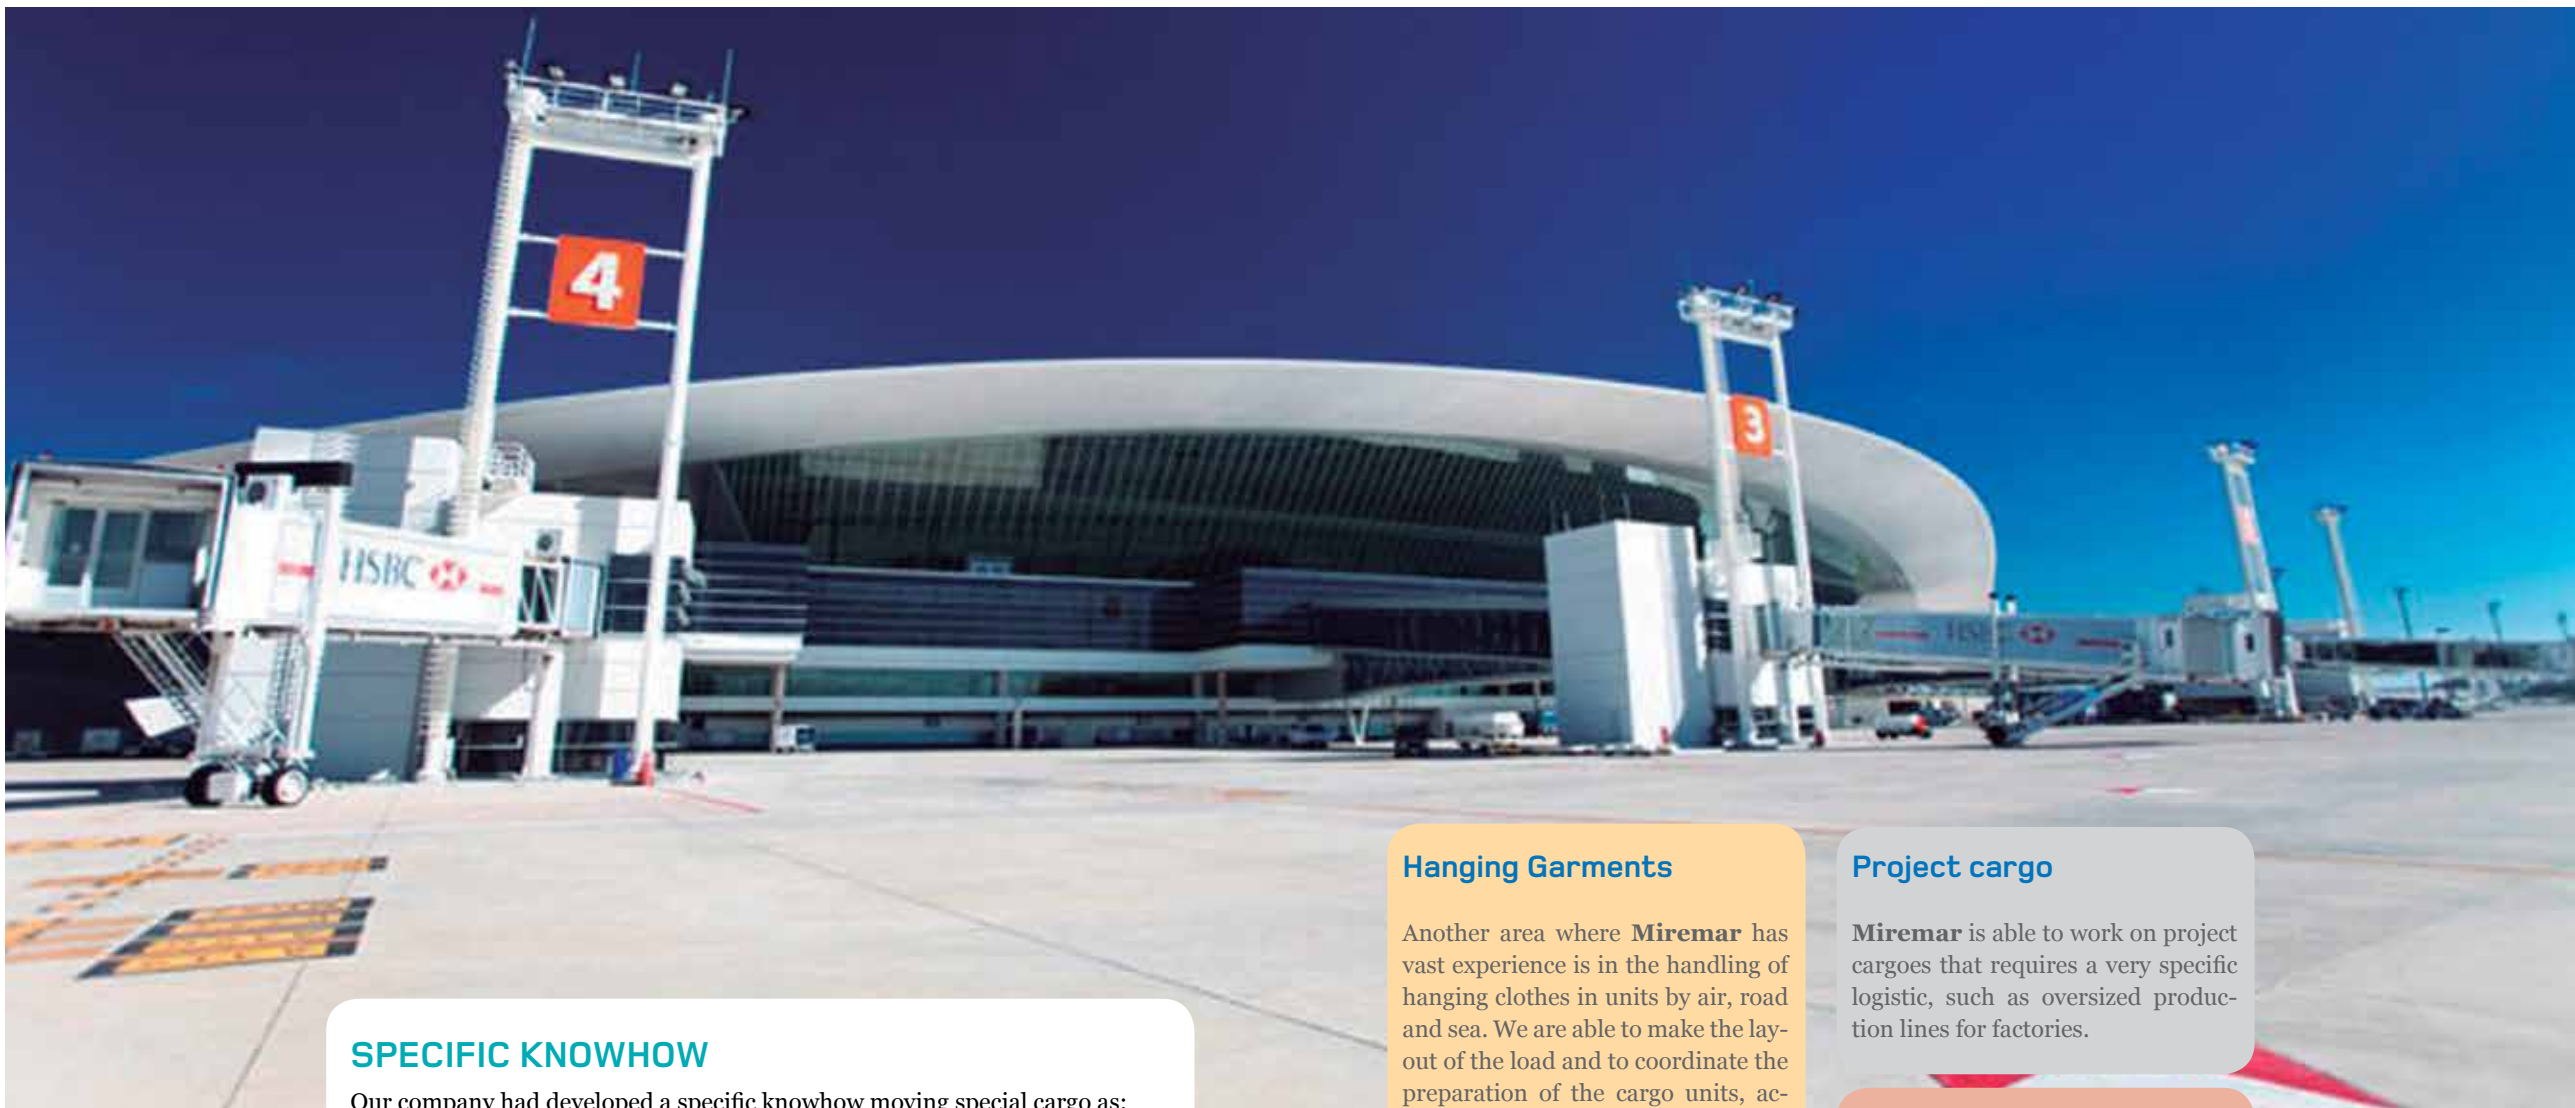 4
3
HSBC
HSBC
SPECIFIC KNOWHOW
Our company had developed a specific knowhow moving special cargo as:
Hanging Garments
Another area where Miremar has
vast experience is in the handling of
hanging clothes in units by air, road
and sea. We are able to make the lay-
out of the load and to coordinate the
preparation of the cargo units, ac-
Project cargo
Miremar is able to work on project
cargoes that requires a very specific
logistic, such as oversized produc-
tion lines for factories.